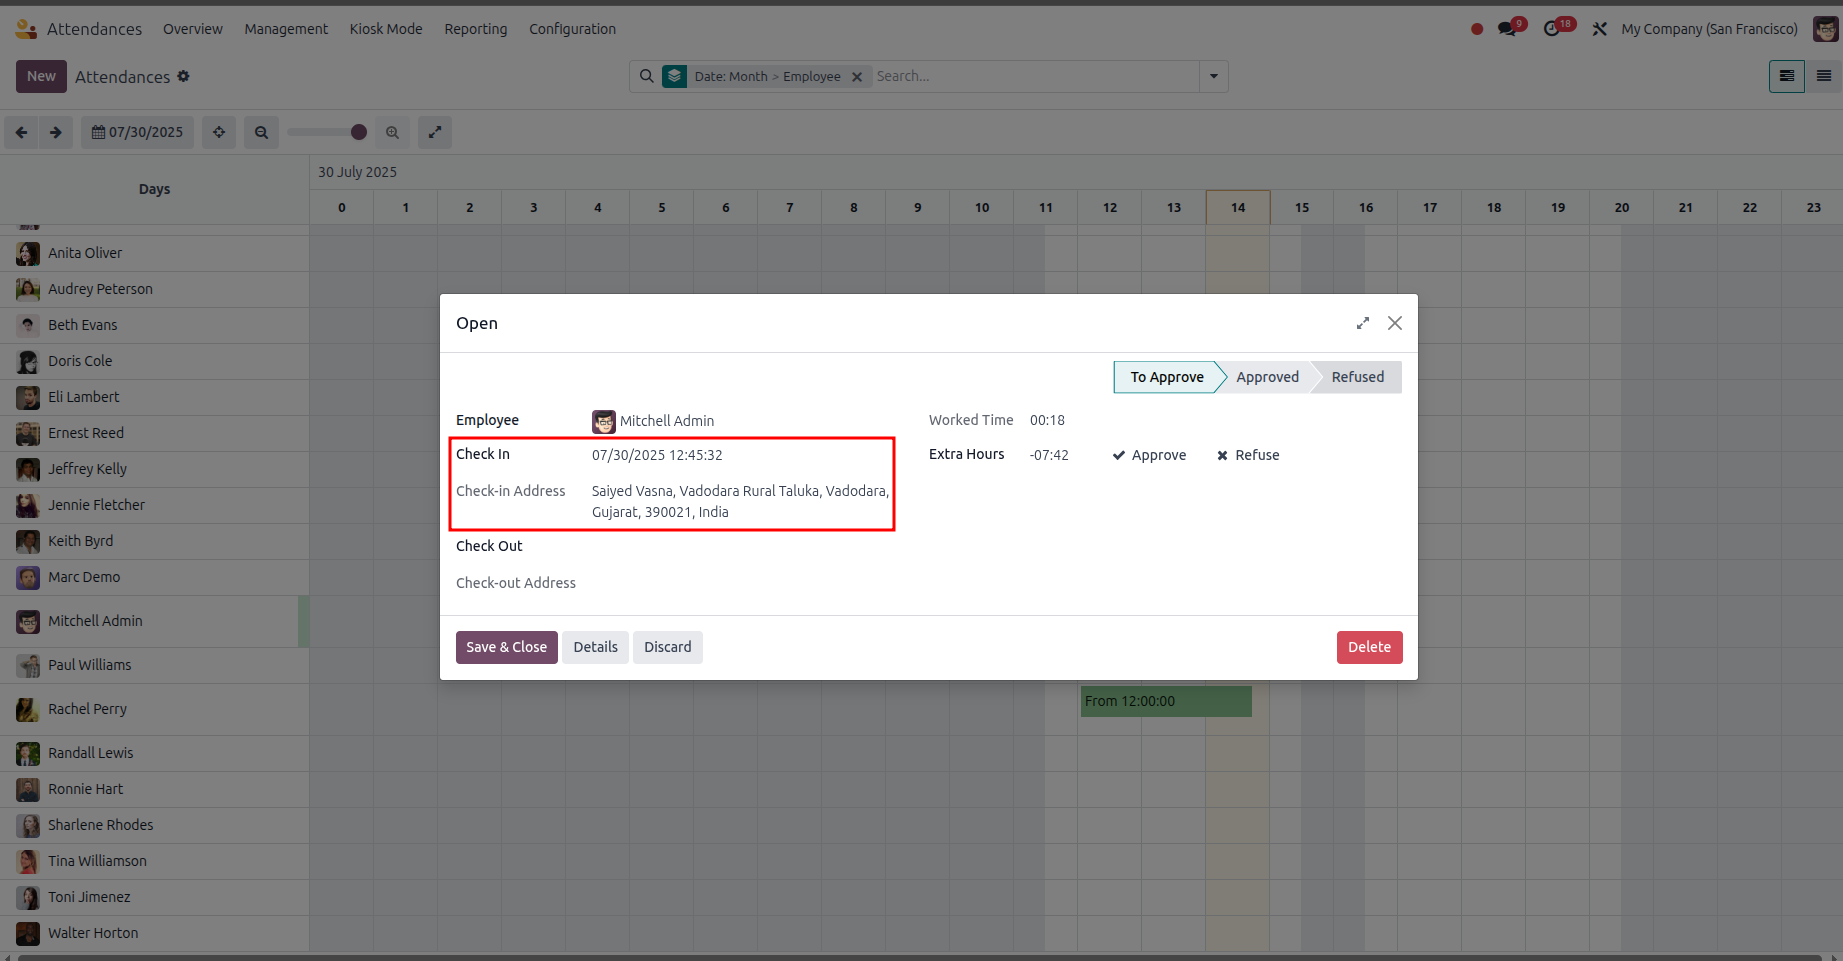 Attendances Overview Management Kiosk Mode Reporting Configuration 9 18 My Company (San Francisco)
New Attendances Date: Month > Employee Search...
07/30/2025
30 July 2025
Days
0 1 2 3 4 5 6 7 8 9 10 11 12 13 14 15 16 17 18 19 20 21 22 23
Anita Oliver
Audrey Peterson
Beth Evans
Doris Cole
Eli Lambert
Ernest Reed
Jeffrey Kelly
Jennie Fletcher
Keith Byrd
Marc Demo
Mitchell Admin
Paul Williams
Rachel Perry
Randall Lewis
Ronnie Hart
Sharlene Rhodes
Tina Williamson
Toni Jimenez
Walter Horton
From 12:00:00
Open
To Approve Approved Refused
Employee Mitchell Admin
Check In 07/30/2025 12:45:32
Check-in Address Saiyed Vasna, Vadodara Rural Taluka, Vadodara,
Gujarat, 390021, India
Check Out
Check-out Address
Worked Time 00:18
Extra Hours -07:42 Approve Refuse
Save & Close Details Discard Delete